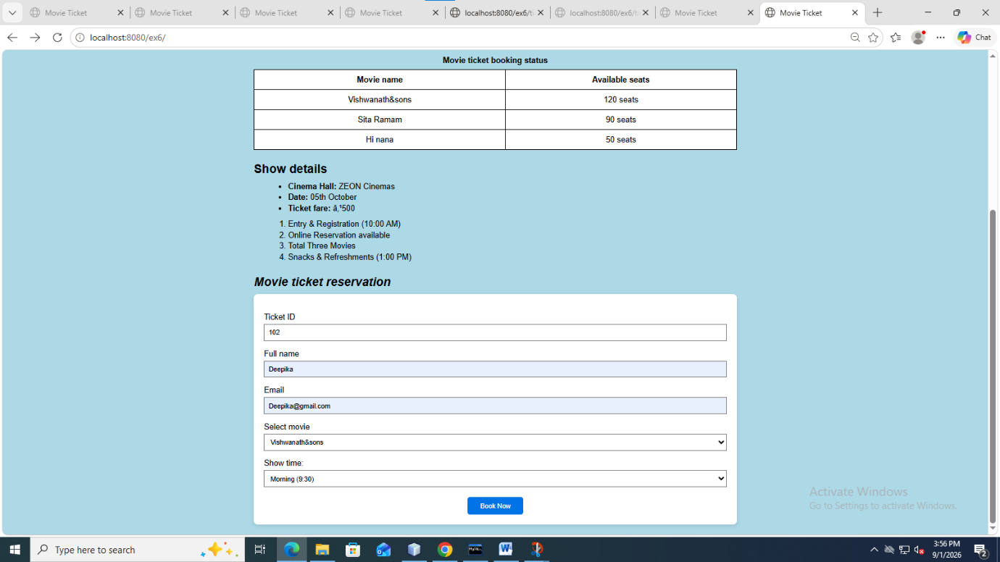 Movie Ticket
Movie Ticket
Movie Ticket
Movie Ticket
localhost:8080/ex6/ti
localhost:8080/ex6/ti
Movie Ticket
Movie Ticket
localhost:8080/ex6/
Chat
Movie ticket booking status
Movie name Available seats
Vishwanath&sons 120 seats
Sita Ramam 90 seats
Hi nana 50 seats
Show details
• Cinema Hall: ZEON Cinemas
• Date: 05th October
• Ticket fare: â‚¹500
1. Entry & Registration (10:00 AM)
2. Online Reservation available
3. Total Three Movies
4. Snacks & Refreshments (1:00 PM)
Movie ticket reservation
Ticket ID
102
Full name
Deepika
Email
Deepika@gmail.com
Select movie
Vishwanath&sons
Show time:
Morning (9:30)
Book Now
Activate Windows
Go to Settings to activate Windows.
Type here to search
3:56 PM
9/1/2026
2